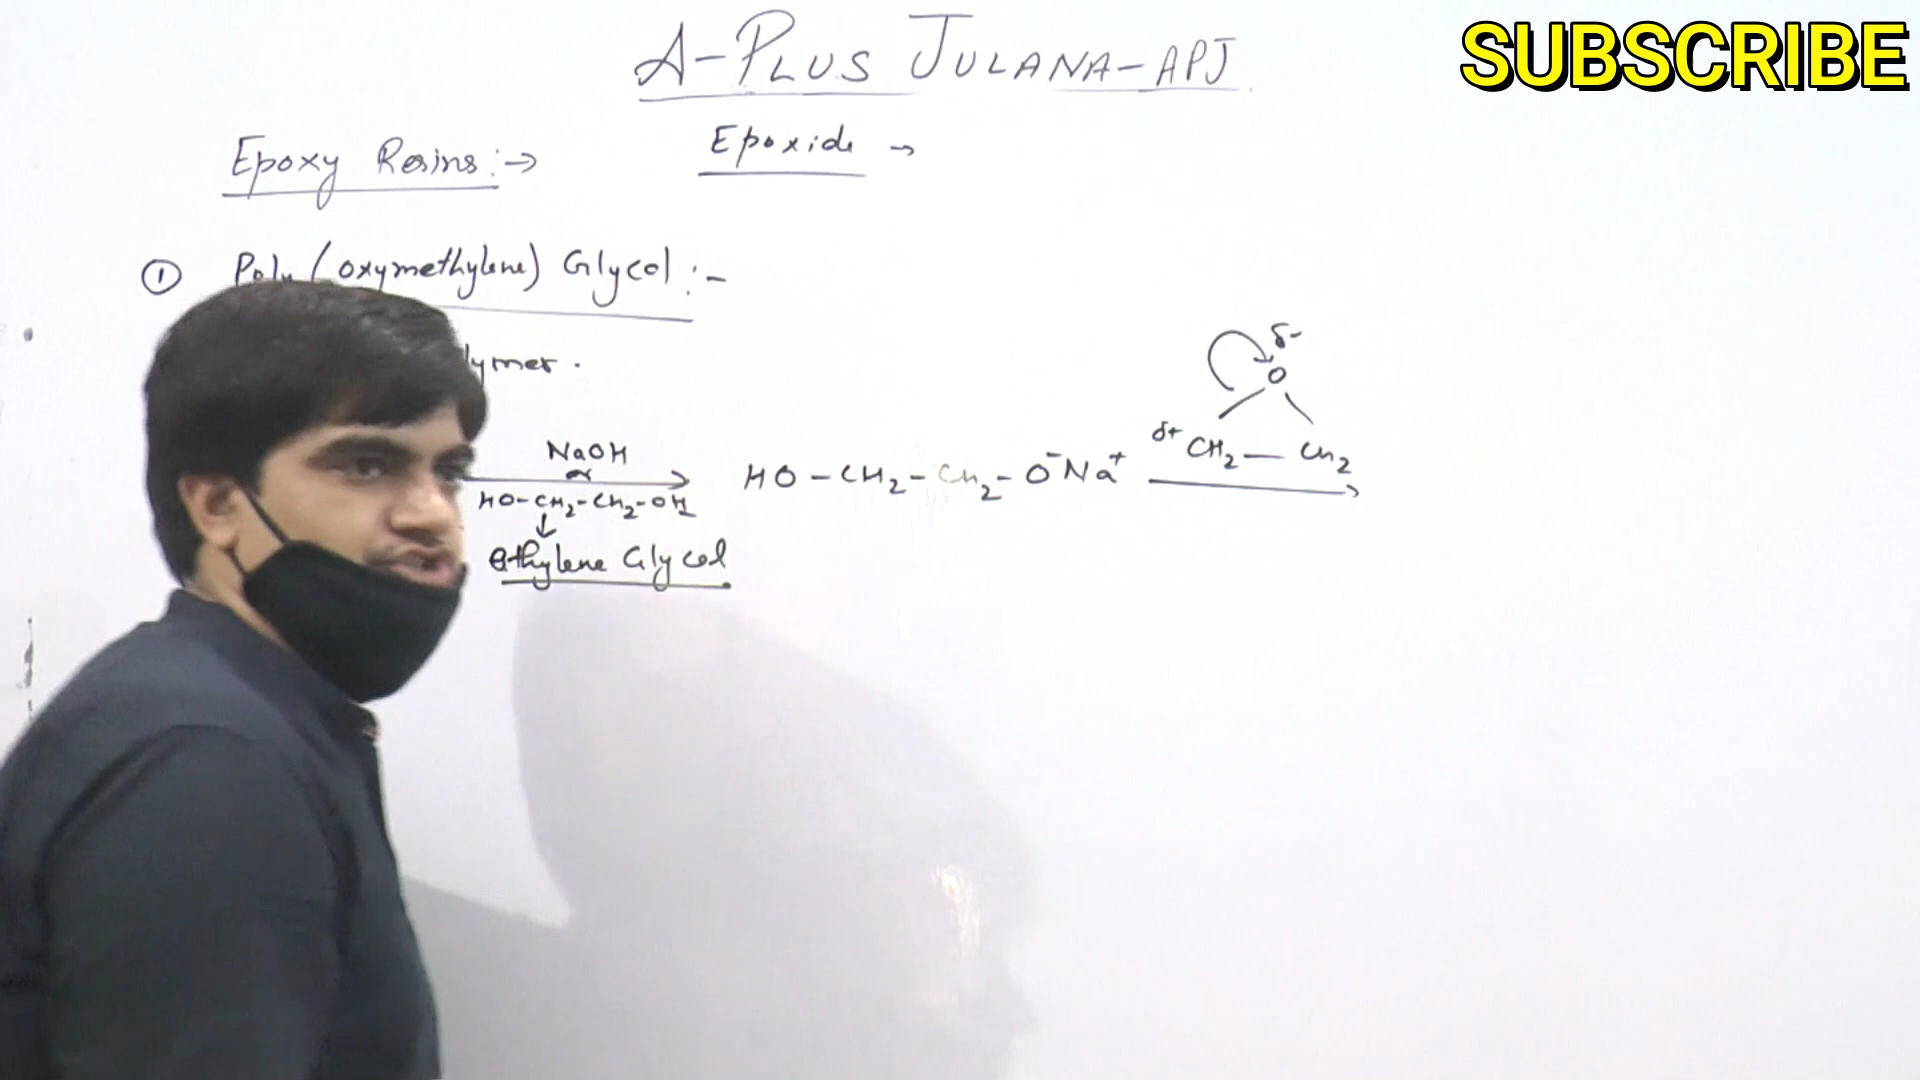 A-PLUS JULANA-APJ
SUBSCRIBE
Epoxy Resins:→
Epoxide →
① Poly (oxymethylene) Glycol:-
lymer.
NaOH
HO-CH2-CH2-OH
↓
ethylene Glycol
HO-CH2-CH2-O⁻Na⁺
δ-
O
δ+ CH2-CH2